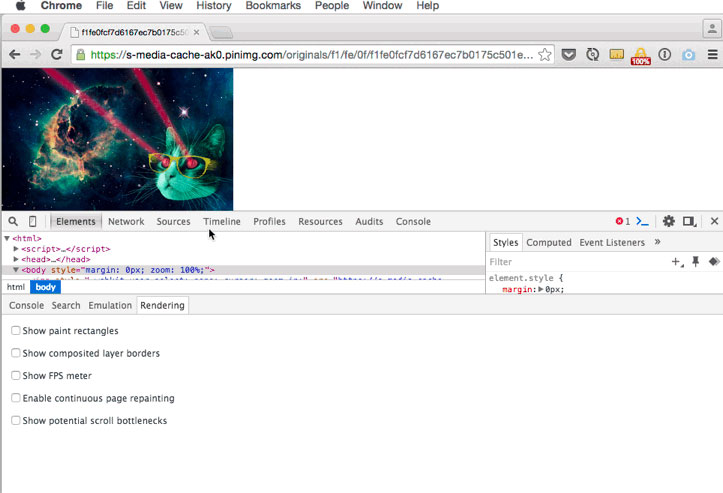 Chrome File Edit View History Bookmarks People Window Help
f1fe0fcf7d6167ec7b0175c50
https://s-media-cache-ak0.pinimg.com/originals/f1/fe/0f/f1fe0fcf7d6167ec7b0175c501e...
100%
Elements Network Sources Timeline Profiles Resources Audits Console 1
<html>
<script>…</script>
<head>…</head>
<body style="margin: 0px; zoom: 100%;">
html body
Styles Computed Event Listeners »
Filter
element.style {
margin: 0px;
Console Search Emulation Rendering
Show paint rectangles
Show composited layer borders
Show FPS meter
Enable continuous page repainting
Show potential scroll bottlenecks